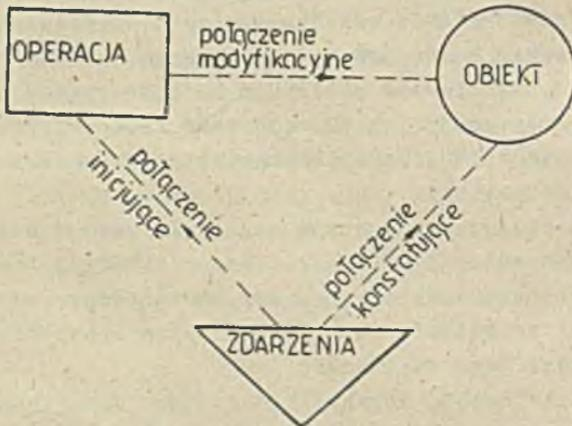 OPERACJA
połączenie
modyfikacyjne
OBIEKT
połączenie
inicjujące
połączenie
konstatujące
ZDARZENIA